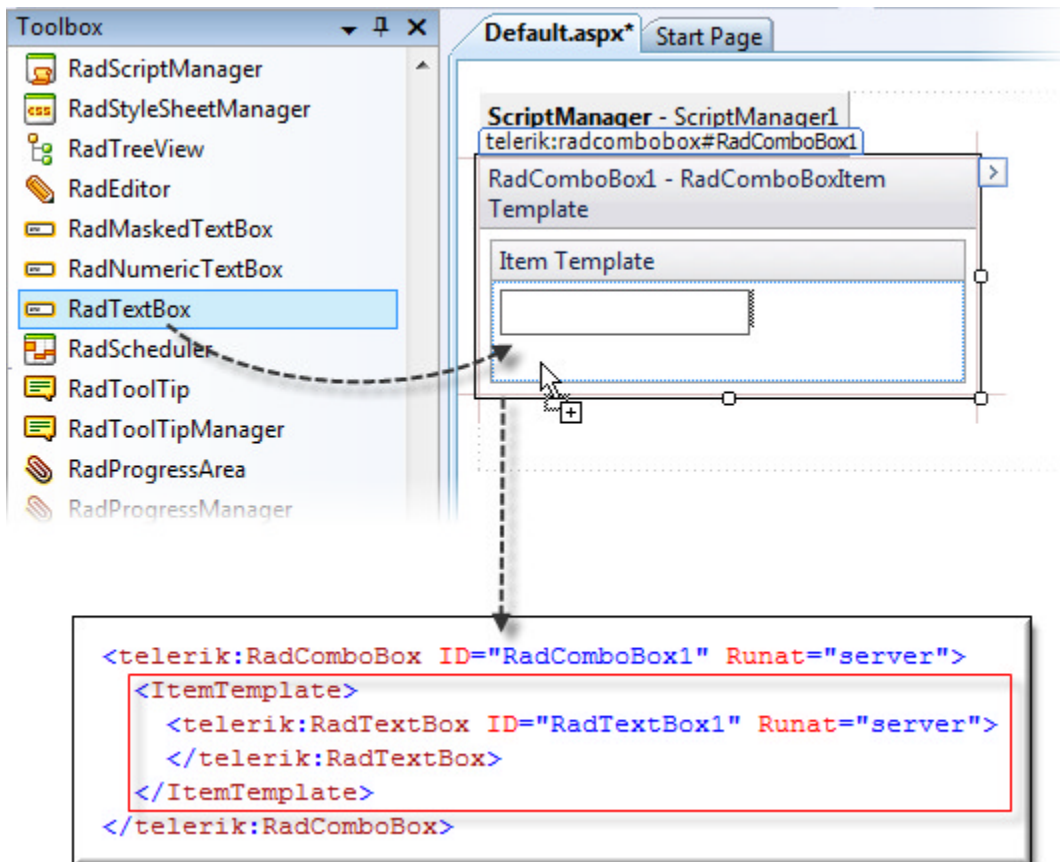 Toolbox
RadScriptManager
RadStyleSheetManager
RadTreeView
RadEditor
RadMaskedTextBox
RadNumericTextBox
RadTextBox
RadScheduler
RadToolTip
RadToolTipManager
RadProgressArea
RadProgressManager
Default.aspx*
Start Page
ScriptManager - ScriptManager1
telerik:radcombobox#RadComboBox1
RadComboBox1 - RadComboBoxItem
Template
Item Template
<telerik:RadComboBox ID="RadComboBox1" Runat="server">
<ItemTemplate>
<telerik:RadTextBox ID="RadTextBox1" Runat="server">
</telerik:RadTextBox>
</ItemTemplate>
</telerik:RadComboBox>